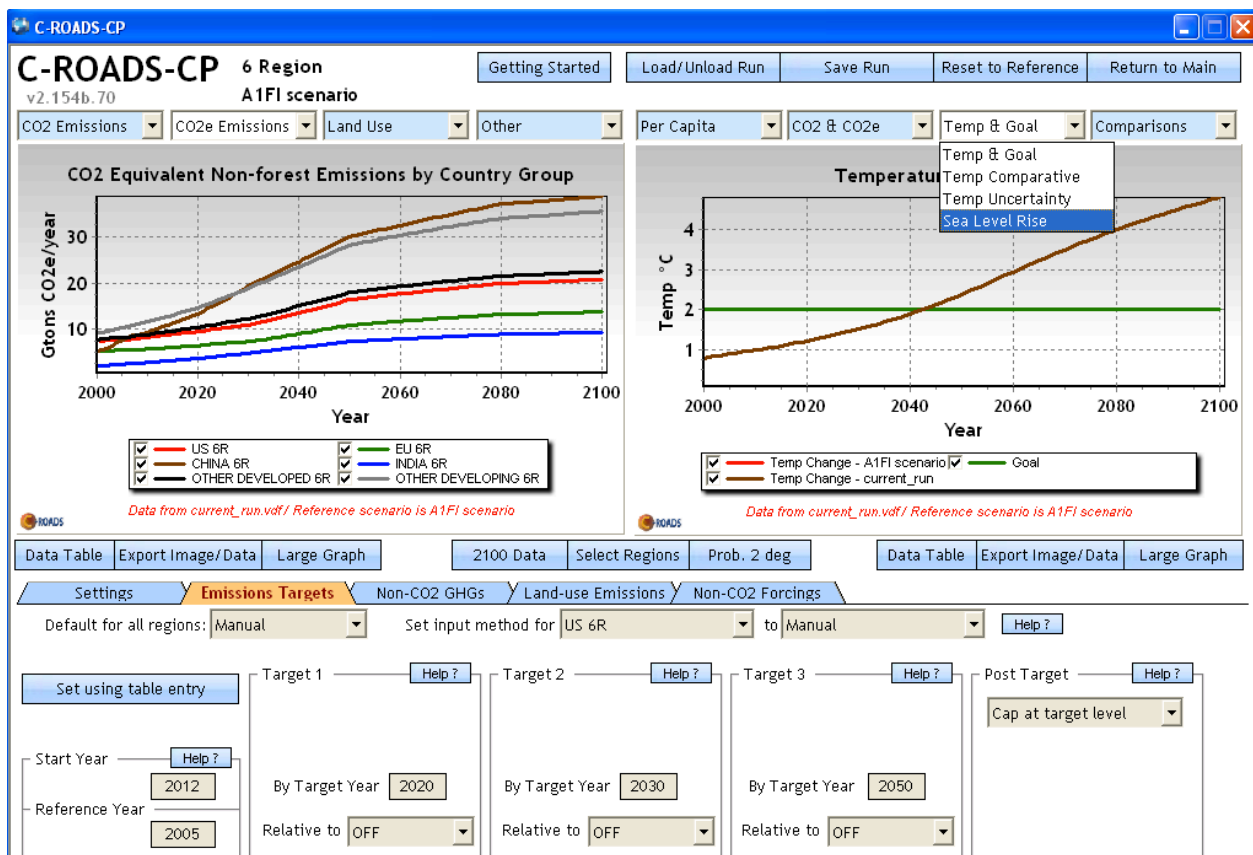 C-ROADS-CP
C-ROADS-CP 6 Region
v2.154b.70 A1FI scenario
Getting Started Load/Unload Run Save Run Reset to Reference Return to Main
CO2 Emissions CO2e Emissions Land Use Other Per Capita CO2 & CO2e Temp & Goal Comparisons
Temp & Goal
Temp Comparative
Temp Uncertainty
Sea Level Rise
CO2 Equivalent Non-forest Emissions by Country Group
Gtons CO2e/year
30
20
10
2000 2020 2040 2060 2080 2100
Year
US 6R EU 6R
CHINA 6R INDIA 6R
OTHER DEVELOPED 6R OTHER DEVELOPING 6R
Data from current_run.vdf / Reference scenario is A1FI scenario
C-ROADS
Temperatu
Temp °C
4
3
2
1
2000 2020 2040 2060 2080 2100
Year
Temp Change - A1FI scenario Goal
Temp Change - current_run
Data from current_run.vdf / Reference scenario is A1FI scenario
C-ROADS
Data Table Export Image/Data Large Graph 2100 Data Select Regions Prob. 2 deg Data Table Export Image/Data Large Graph
Settings Emissions Targets Non-CO2 GHGs Land-use Emissions Non-CO2 Forcings
Default for all regions: Manual Set input method for US 6R to Manual Help ?
Set using table entry
Start Year Help ?
2012
Reference Year
2005
Target 1 Help ?
By Target Year 2020
Relative to OFF
Target 2 Help ?
By Target Year 2030
Relative to OFF
Target 3 Help ?
By Target Year 2050
Relative to OFF
Post Target Help ?
Cap at target level